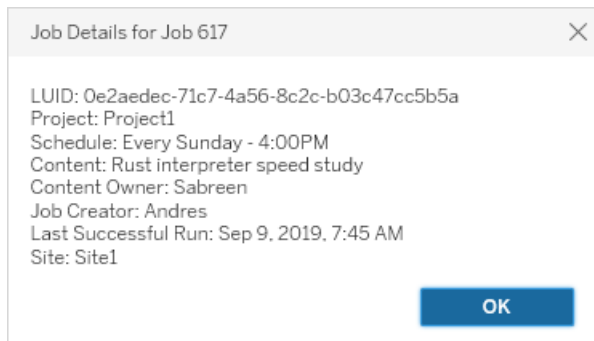 Job Details for Job 617
LUID: 0e2aedec-71c7-4a56-8c2c-b03c47cc5b5a
Project: Project1
Schedule: Every Sunday - 4:00PM
Content: Rust interpreter speed study
Content Owner: Sabreen
Job Creator: Andres
Last Successful Run: Sep 9, 2019, 7:45 AM
Site: Site1
OK